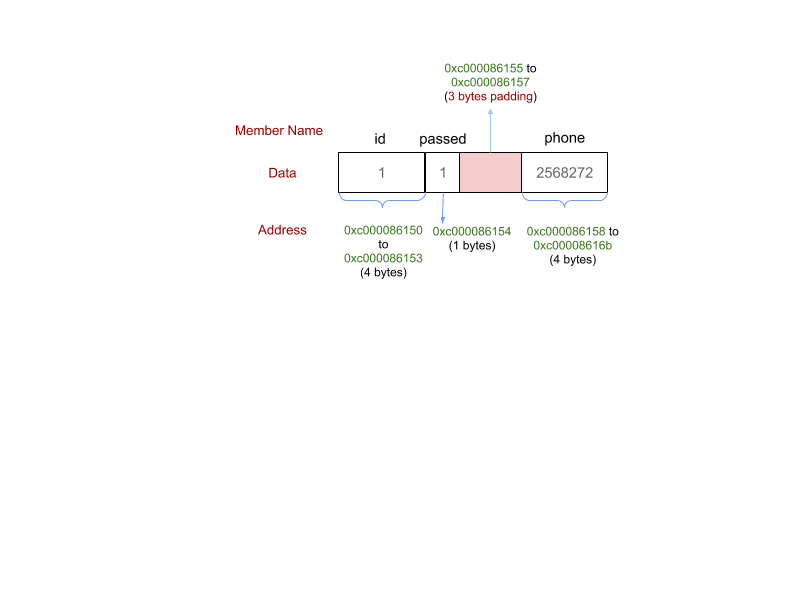 0xc000086155 to
0xc000086157
(3 bytes padding)
Member Name
id
passed
phone
Data
1
1
2568272
Address
0xc000086150
to
0xc000086153
(4 bytes)
0xc000086154
(1 bytes)
0xc000086158 to
0xc00008616b
(4 bytes)